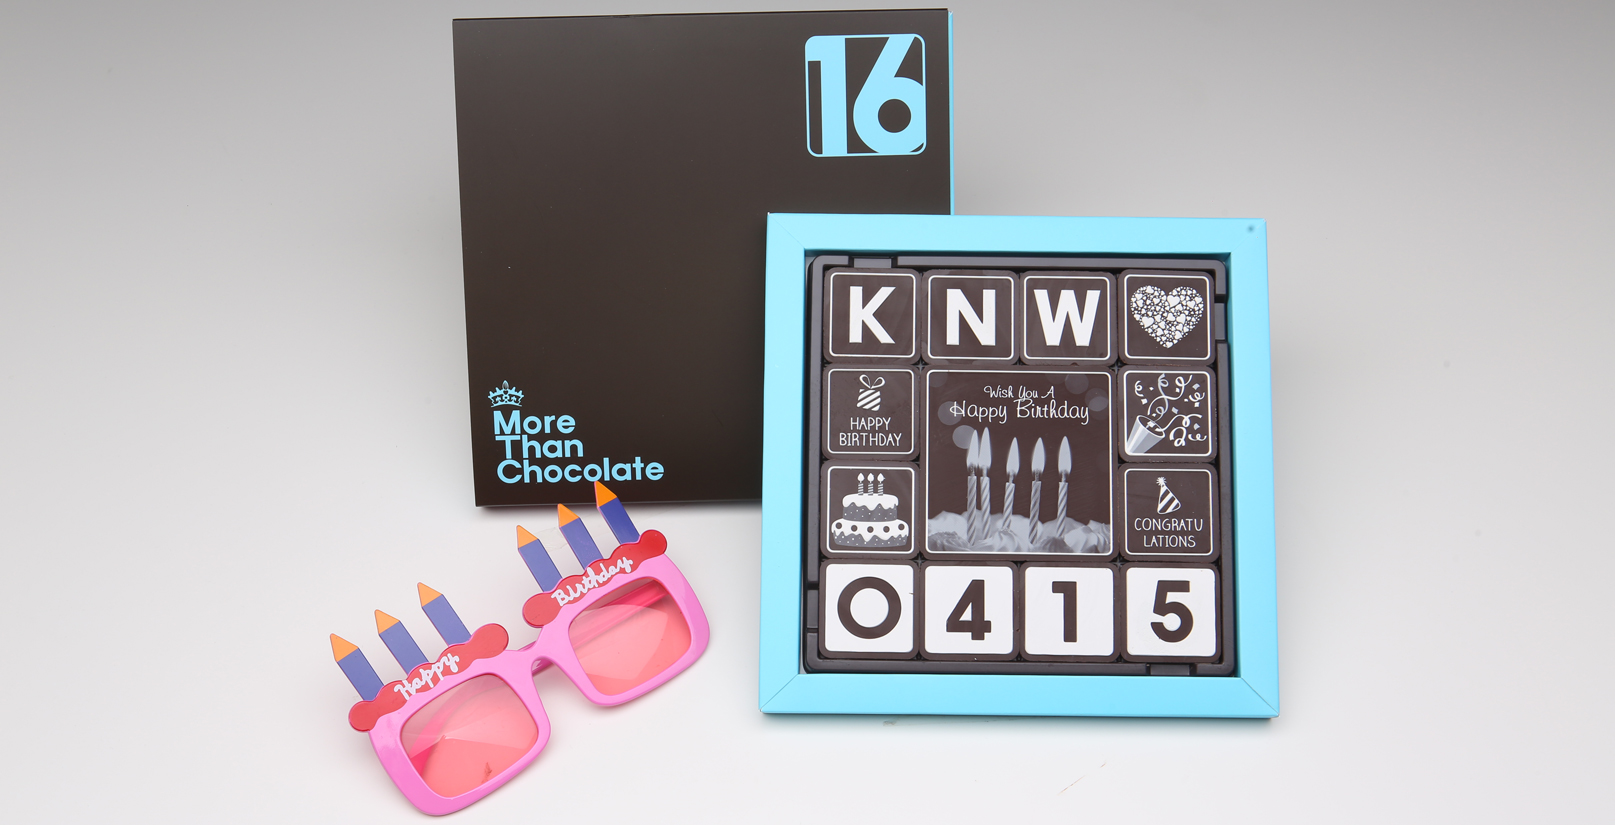 16
More
Than
Chocolate
K N W
HAPPY
BIRTHDAY
Wish You A
Happy Birthday
CONGRATU
LATIONS
0 4 1 5
Happy
Birthday